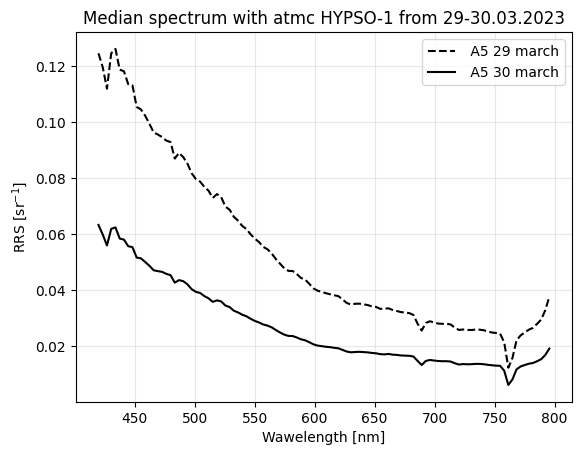 Median spectrum with atmc HYPSO-1 from 29-30.03.2023
A5 29 march
A5 30 march
0.12
0.10
0.08
0.06
0.04
0.02
RRS [sr⁻¹]
450 500 550 600 650 700 750 800
Wawelength [nm]